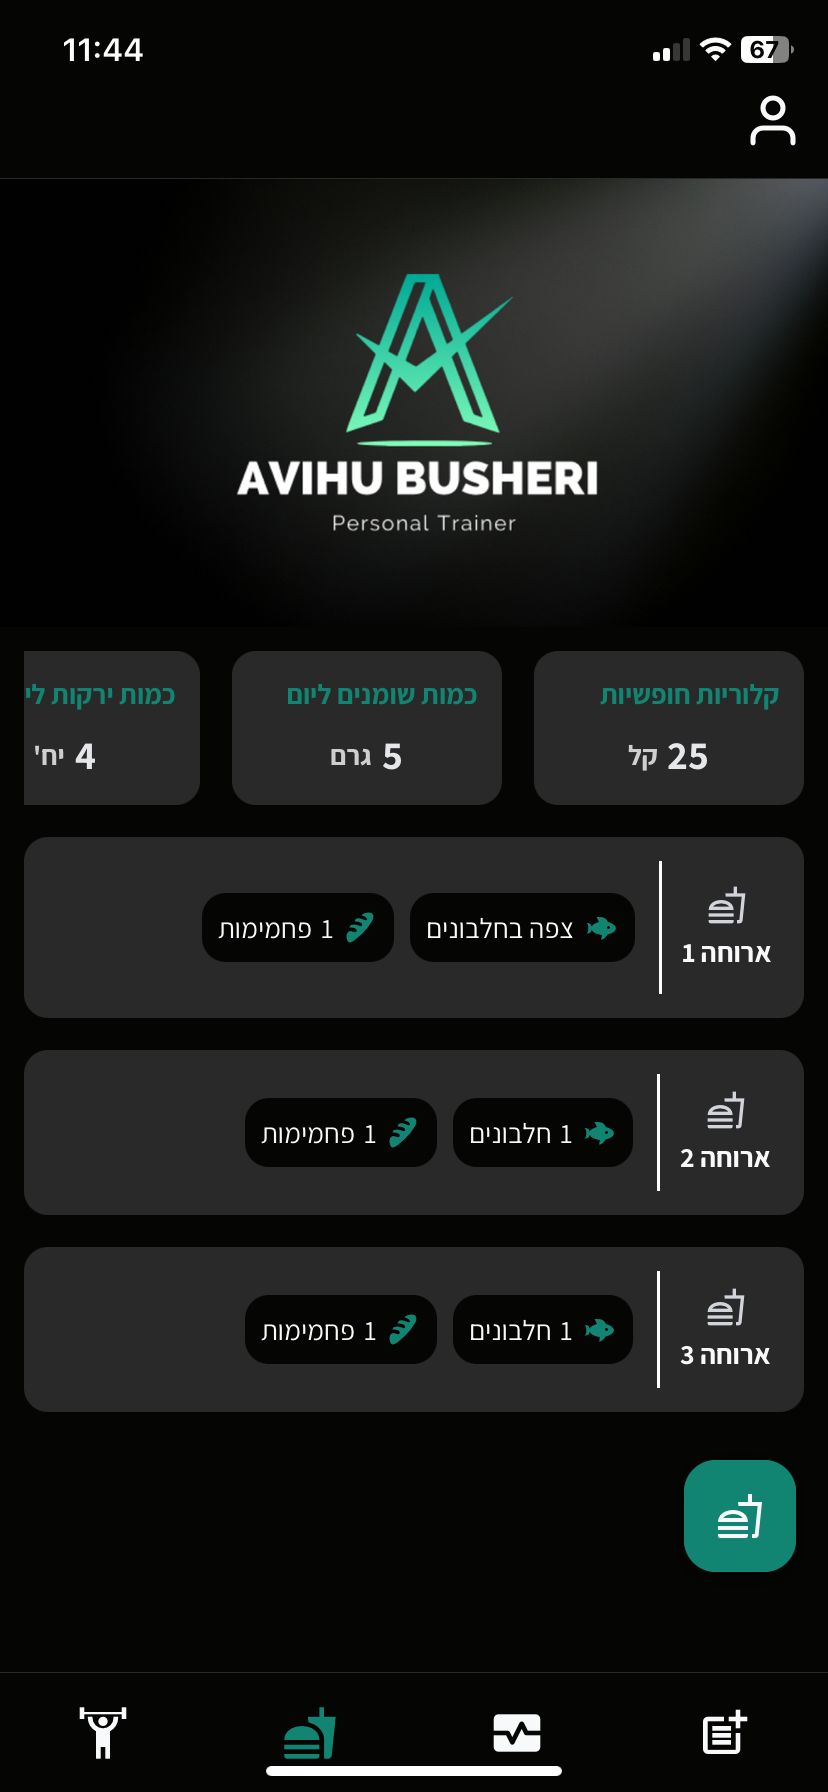 11:44
67
AVIHU BUSHERI
Personal Trainer
קלוריות חופשיות
25 קל
כמות שומנים ליום
5 גרם
כמות ירקות לי
4 יח'
ארוחה 1
צפה בחלבונים
1 פחמימות
ארוחה 2
1 חלבונים
1 פחמימות
ארוחה 3
1 חלבונים
1 פחמימות